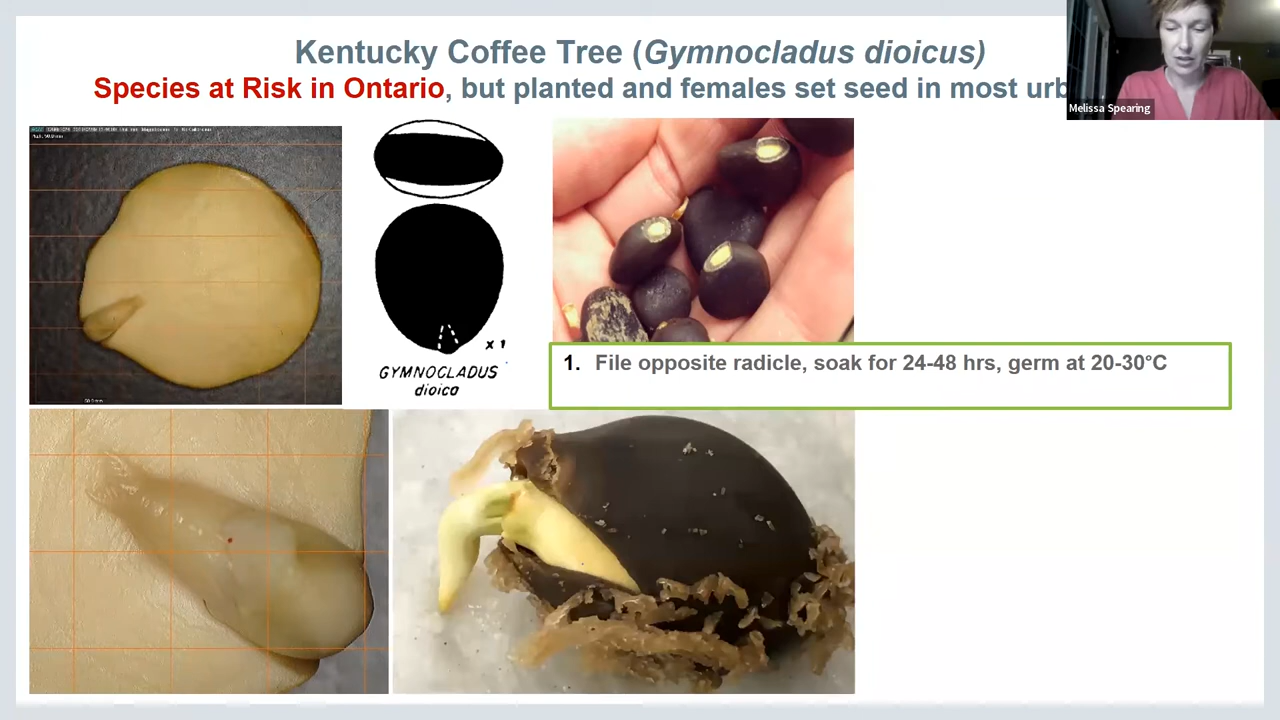 Kentucky Coffee Tree (Gymnocladus dioicus)
Species at Risk in Ontario, but planted and females set seed in most urb
Melissa Spearing
x 1
GYMNOCLADUS
dioica
1. File opposite radicle, soak for 24-48 hrs, germ at 20-30°C